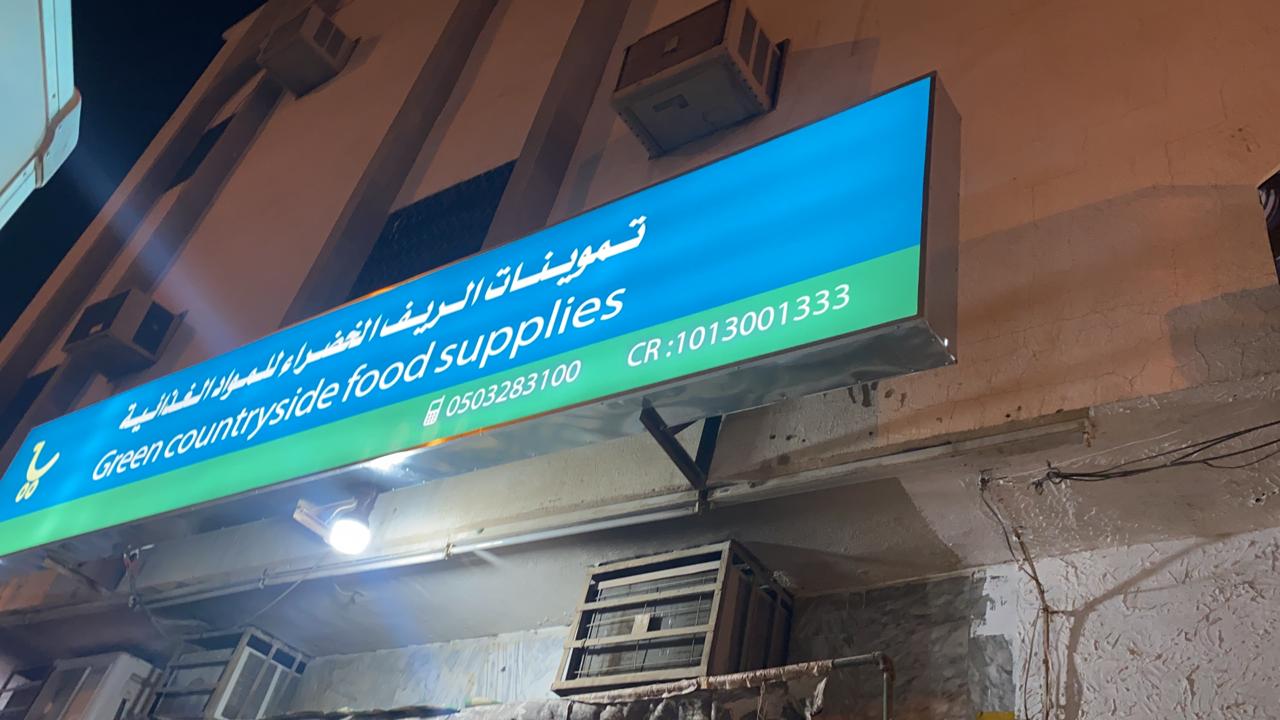 تموينات الريف الخضراء للمواد الغذائية
Green countryside food supplies
0503283100 CR :1013001333